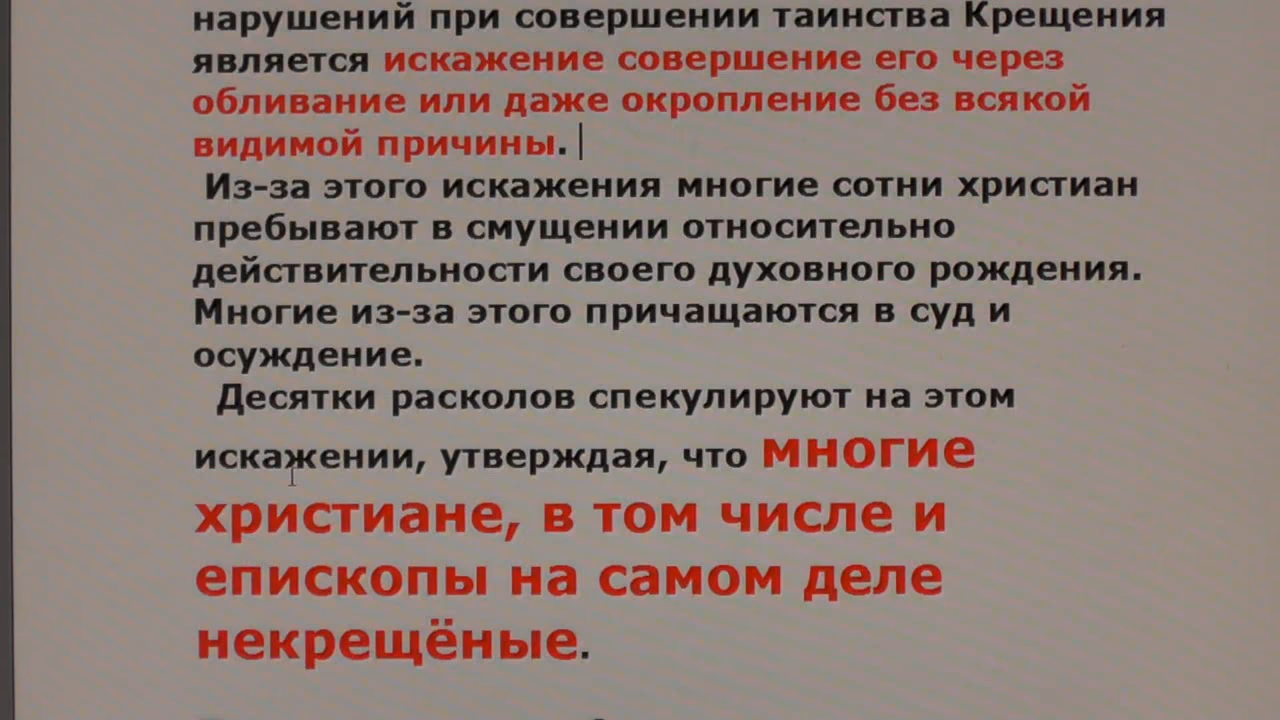 нарушений при совершении таинства Крещения
является искажение совершение его через
обливание или даже окропление без всякой
видимой причины.
Из-за этого искажения многие сотни христиан
пребывают в смущении относительно
действительности своего духовного рождения.
Многие из-за этого причащаются в суд и
осуждение.
Десятки расколов спекулируют на этом
искажении, утверждая, что многие
христиане, в том числе и
епископы на самом деле
некрещёные.